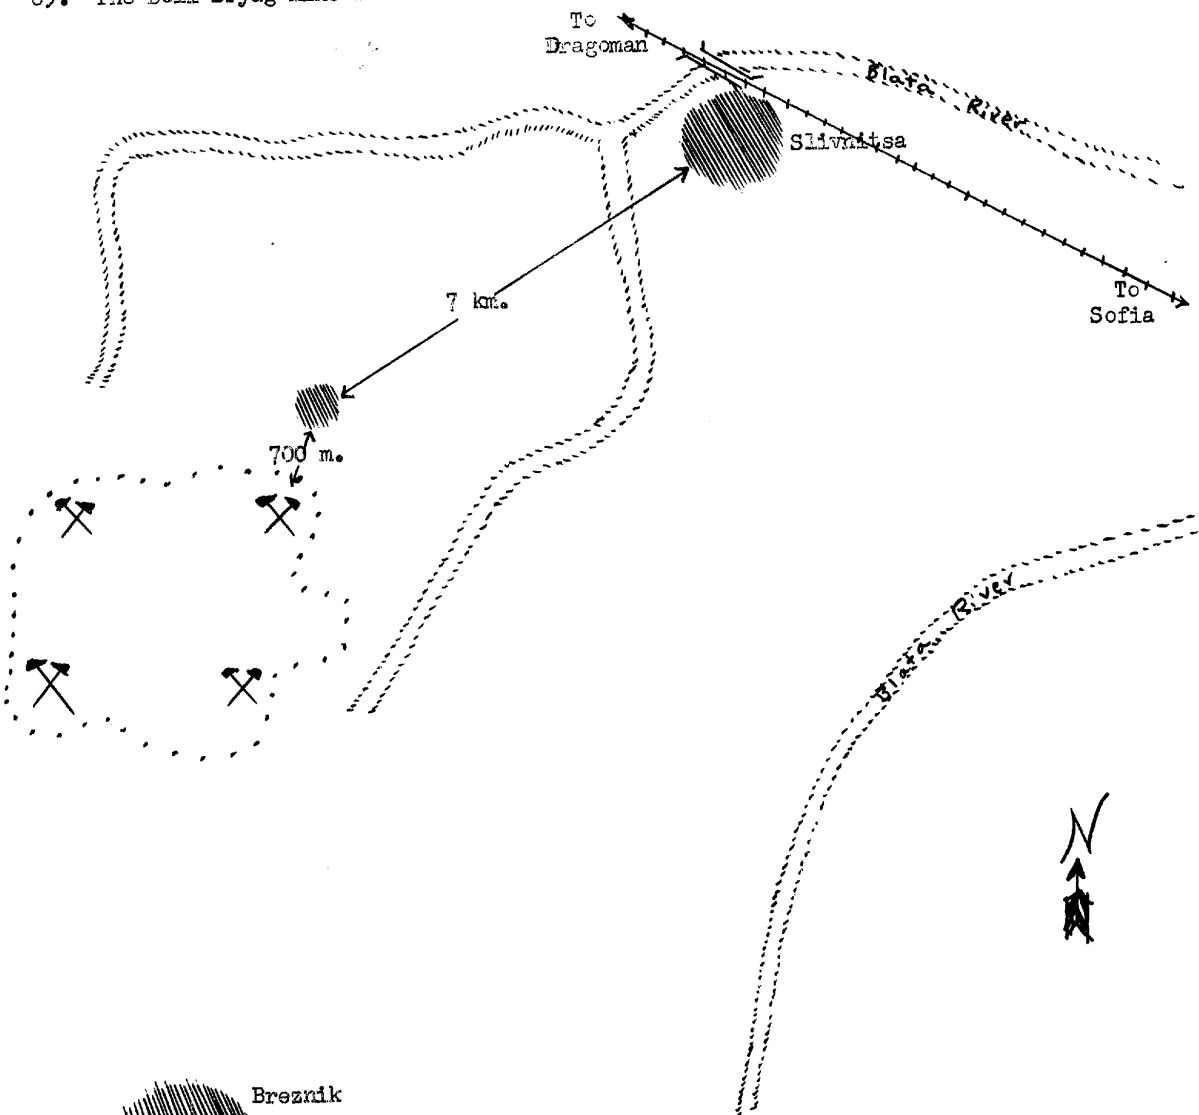 To
Dragoman
Blata River
Slivnitsa
7 km.
To
Sofia
700 m.
Blata River
N
Breznik